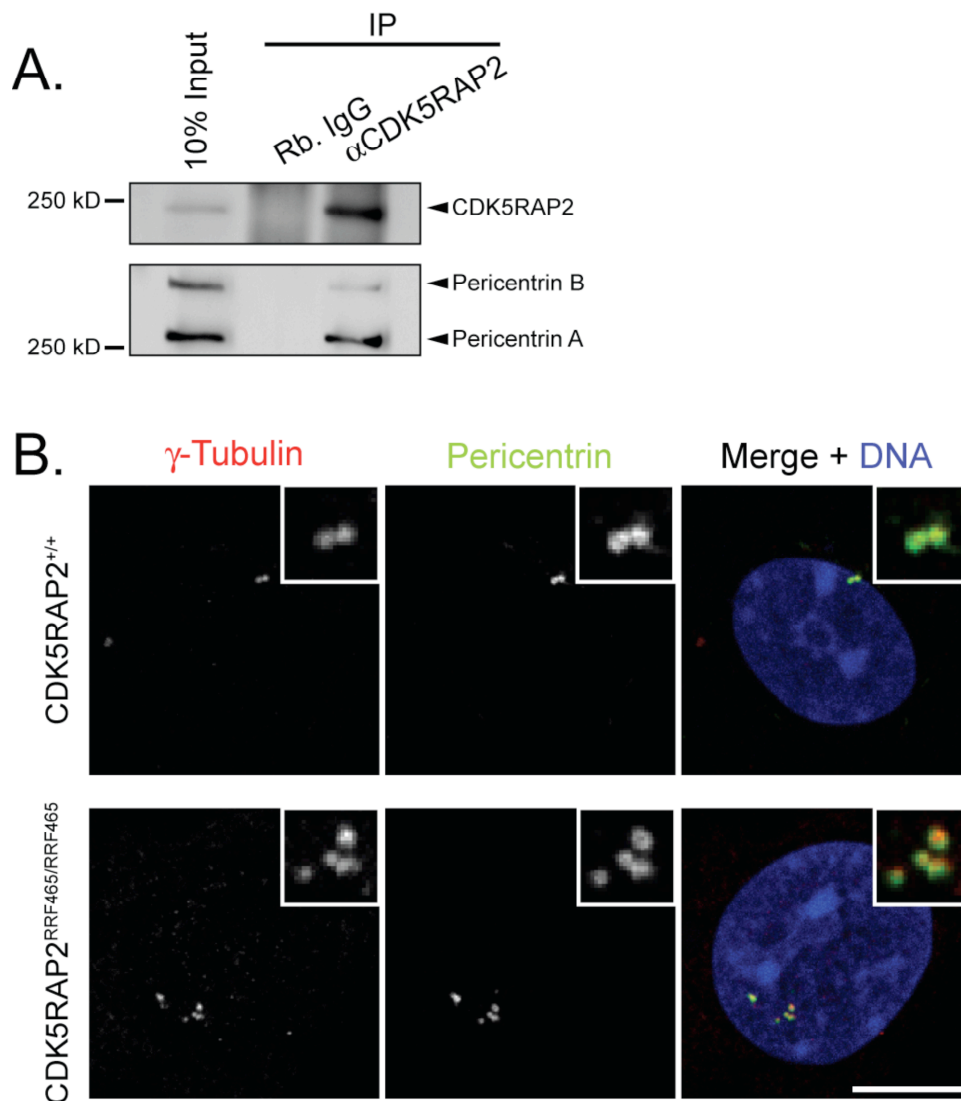 A.
IP
10% Input
Rb. IgG
αCDK5RAP2
250 kD
CDK5RAP2
Pericentrin B
250 kD
Pericentrin A
B.
γ-Tubulin
Pericentrin
Merge + DNA
CDK5RAP2+/+
CDK5RAP2RRF465/RRF465